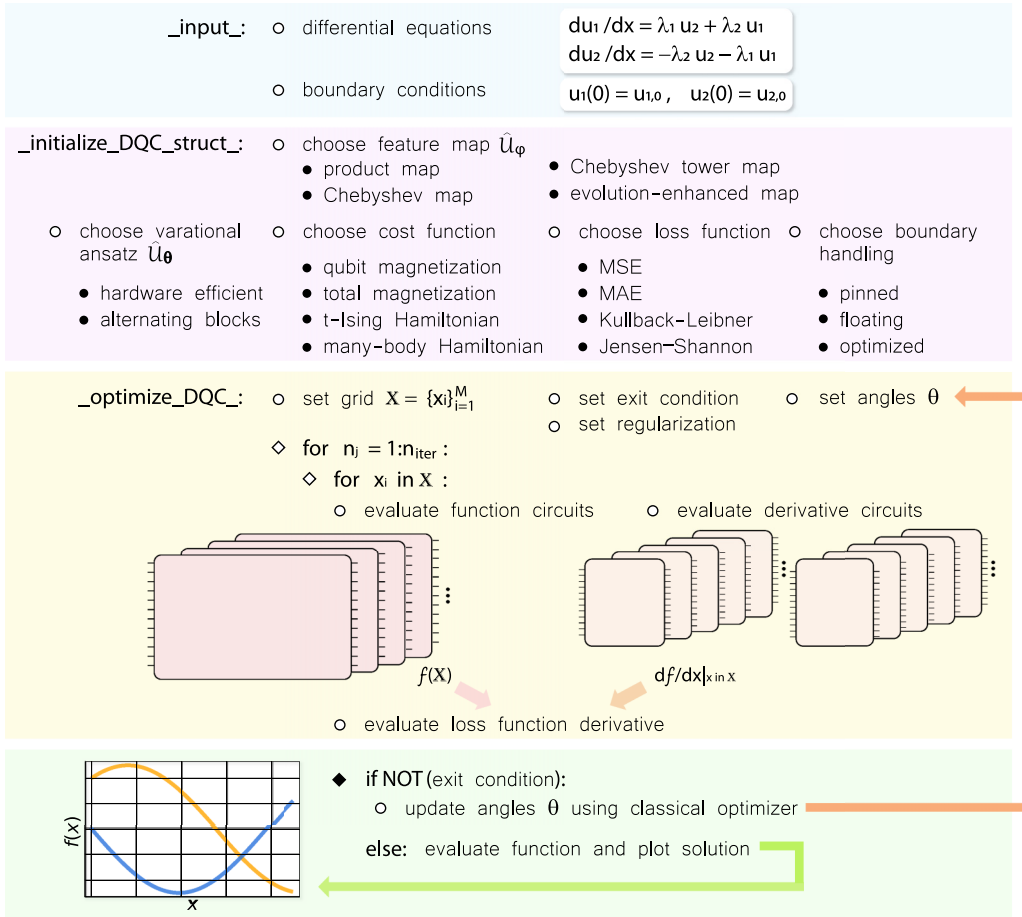 _input_: ○ differential equations du₁/dx = λ₁ u₂ + λ₂ u₁
du₂/dx = −λ₂ u₂ − λ₁ u₁
○ boundary conditions u₁(0) = u₁,₀ , u₂(0) = u₂,₀
_initialize_DQC_struct_: ○ choose feature map Û_φ
● product map ● Chebyshev tower map
● Chebyshev map ● evolution-enhanced map
○ choose varational ansatz Û_θ
● hardware efficient
● alternating blocks
○ choose cost function
● qubit magnetization
● total magnetization
● t-Ising Hamiltonian
● many-body Hamiltonian
○ choose loss function
● MSE
● MAE
● Kullback-Leibner
● Jensen-Shannon
○ choose boundary
handling
● pinned
● floating
● optimized
_optimize_DQC_: ○ set grid X = {xᵢ}ᴹᵢ₌₁ ○ set exit condition ○ set angles θ
○ set regularization
◇ for nⱼ = 1:n_iter :
◇ for xᵢ in X :
○ evaluate function circuits ○ evaluate derivative circuits
f(X) df/dx|x in X
○ evaluate loss function derivative
◆ if NOT (exit condition):
○ update angles θ using classical optimizer
else: evaluate function and plot solution
f(x)
x